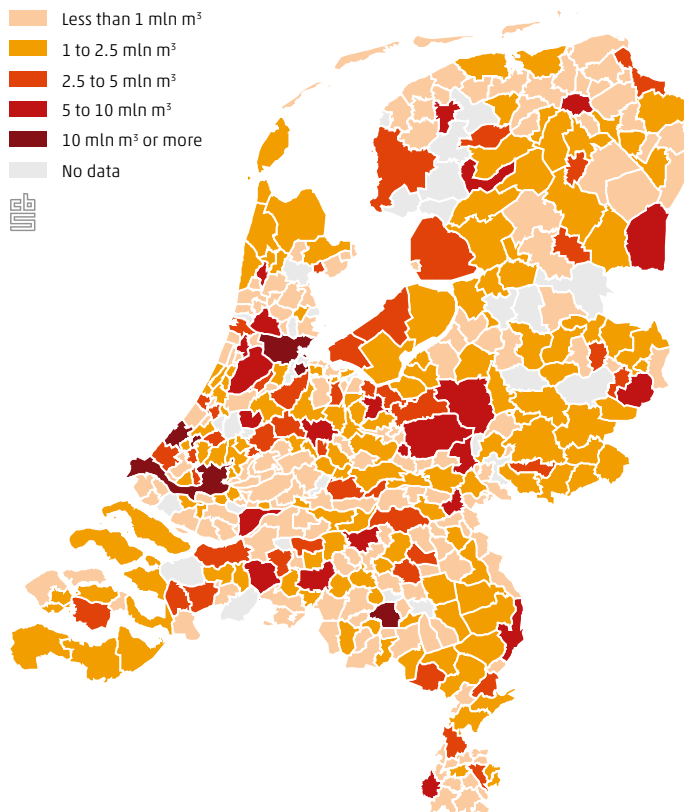 Less than 1 mln m³
1 to 2.5 mln m³
2.5 to 5 mln m³
5 to 10 mln m³
10 mln m³ or more
No data
cbs